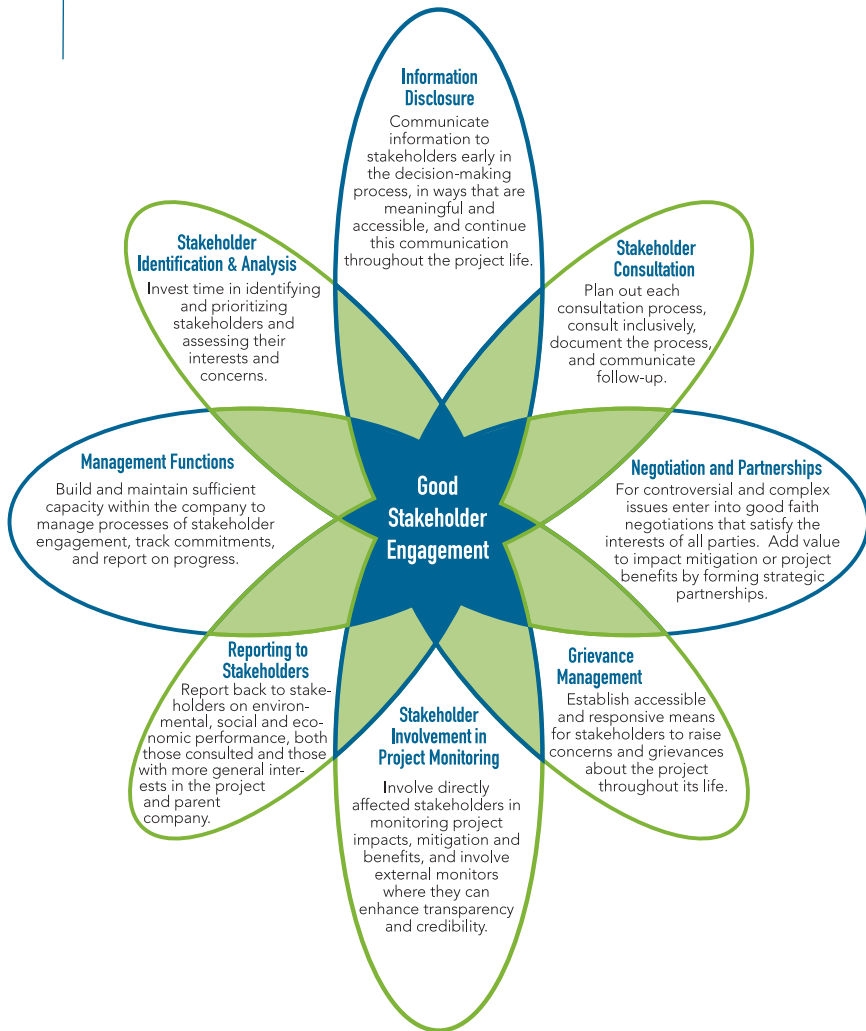 Information
Disclosure
Communicate
information to
stakeholders early in
the decision-making
process, in ways that are
meaningful and
accessible, and continue
this communication
throughout the project life.
Stakeholder
Identification & Analysis
Invest time in identifying
and prioritizing
stakeholders and
assessing their
interests and
concerns.
Stakeholder
Consultation
Plan out each
consultation process,
consult inclusively,
document the process,
and communicate
follow-up.
Management Functions
Build and maintain sufficient
capacity within the company to
manage processes of stakeholder
engagement, track commitments,
and report on progress.
Good
Stakeholder
Engagement
Negotiation and Partnerships
For controversial and complex
issues enter into good faith
negotiations that satisfy the
interests of all parties.  Add value
to impact mitigation or project
benefits by forming strategic
partnerships.
Reporting to
Stakeholders
Report back to stake-
holders on environ-
mental, social and eco-
nomic performance, both
those consulted and those
with more general inter-
ests in the project
and parent
company.
Stakeholder
Involvement in
Project Monitoring
Involve directly
affected stakeholders in
monitoring project
impacts, mitigation and
benefits, and involve
external monitors
where they can
enhance transparency
and credibility.
Grievance
Management
Establish accessible
and responsive means
for stakeholders to raise
concerns and grievances
about the project
throughout its life.